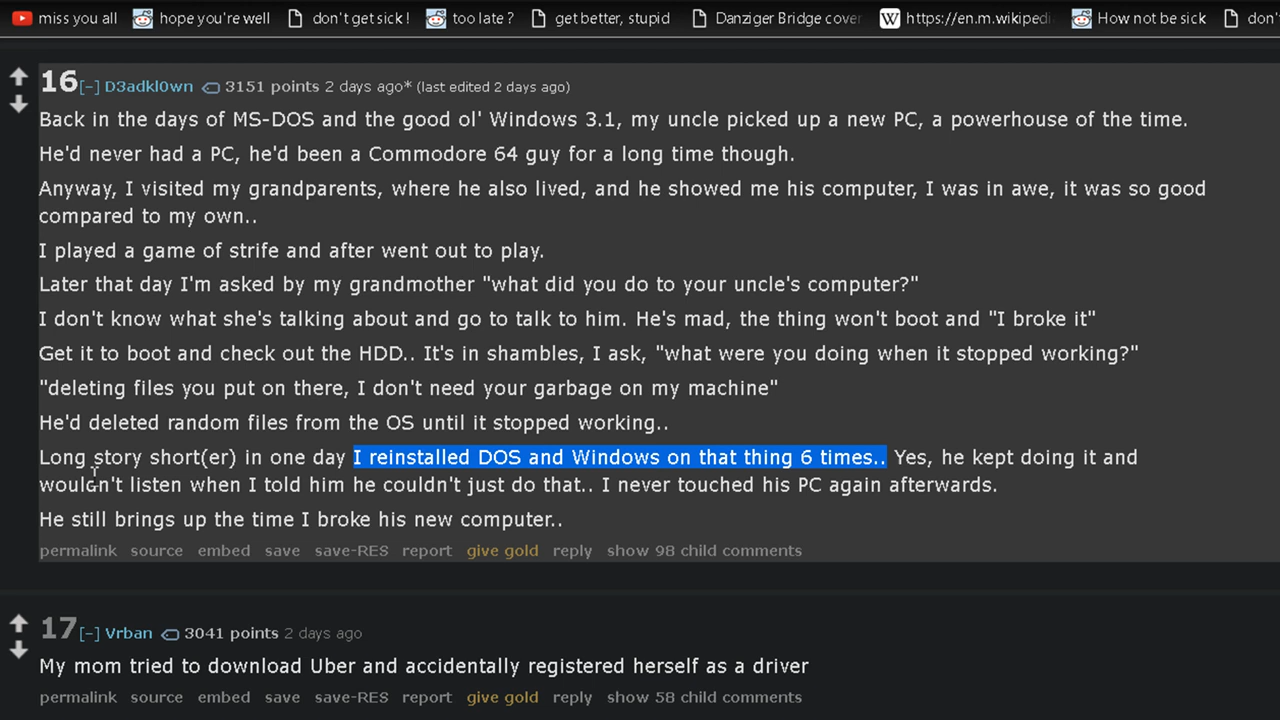 miss you all hope you're well don't get sick ! too late ? get better, stupid Danziger Bridge cover https://en.m.wikipedi How not be sick don'
16 [-] D3adkl0wn 3151 points 2 days ago* (last edited 2 days ago)
Back in the days of MS-DOS and the good ol' Windows 3.1, my uncle picked up a new PC, a powerhouse of the time.
He'd never had a PC, he'd been a Commodore 64 guy for a long time though.
Anyway, I visited my grandparents, where he also lived, and he showed me his computer, I was in awe, it was so good
compared to my own..
I played a game of strife and after went out to play.
Later that day I'm asked by my grandmother "what did you do to your uncle's computer?"
I don't know what she's talking about and go to talk to him. He's mad, the thing won't boot and "I broke it"
Get it to boot and check out the HDD.. It's in shambles, I ask, "what were you doing when it stopped working?"
"deleting files you put on there, I don't need your garbage on my machine"
He'd deleted random files from the OS until it stopped working..
Long story short(er) in one day I reinstalled DOS and Windows on that thing 6 times.. Yes, he kept doing it and
wouldn't listen when I told him he couldn't just do that.. I never touched his PC again afterwards.
He still brings up the time I broke his new computer..
permalink source embed save save-RES report give gold reply show 98 child comments
17 [-] Vrban 3041 points 2 days ago
My mom tried to download Uber and accidentally registered herself as a driver
permalink source embed save save-RES report give gold reply show 58 child comments